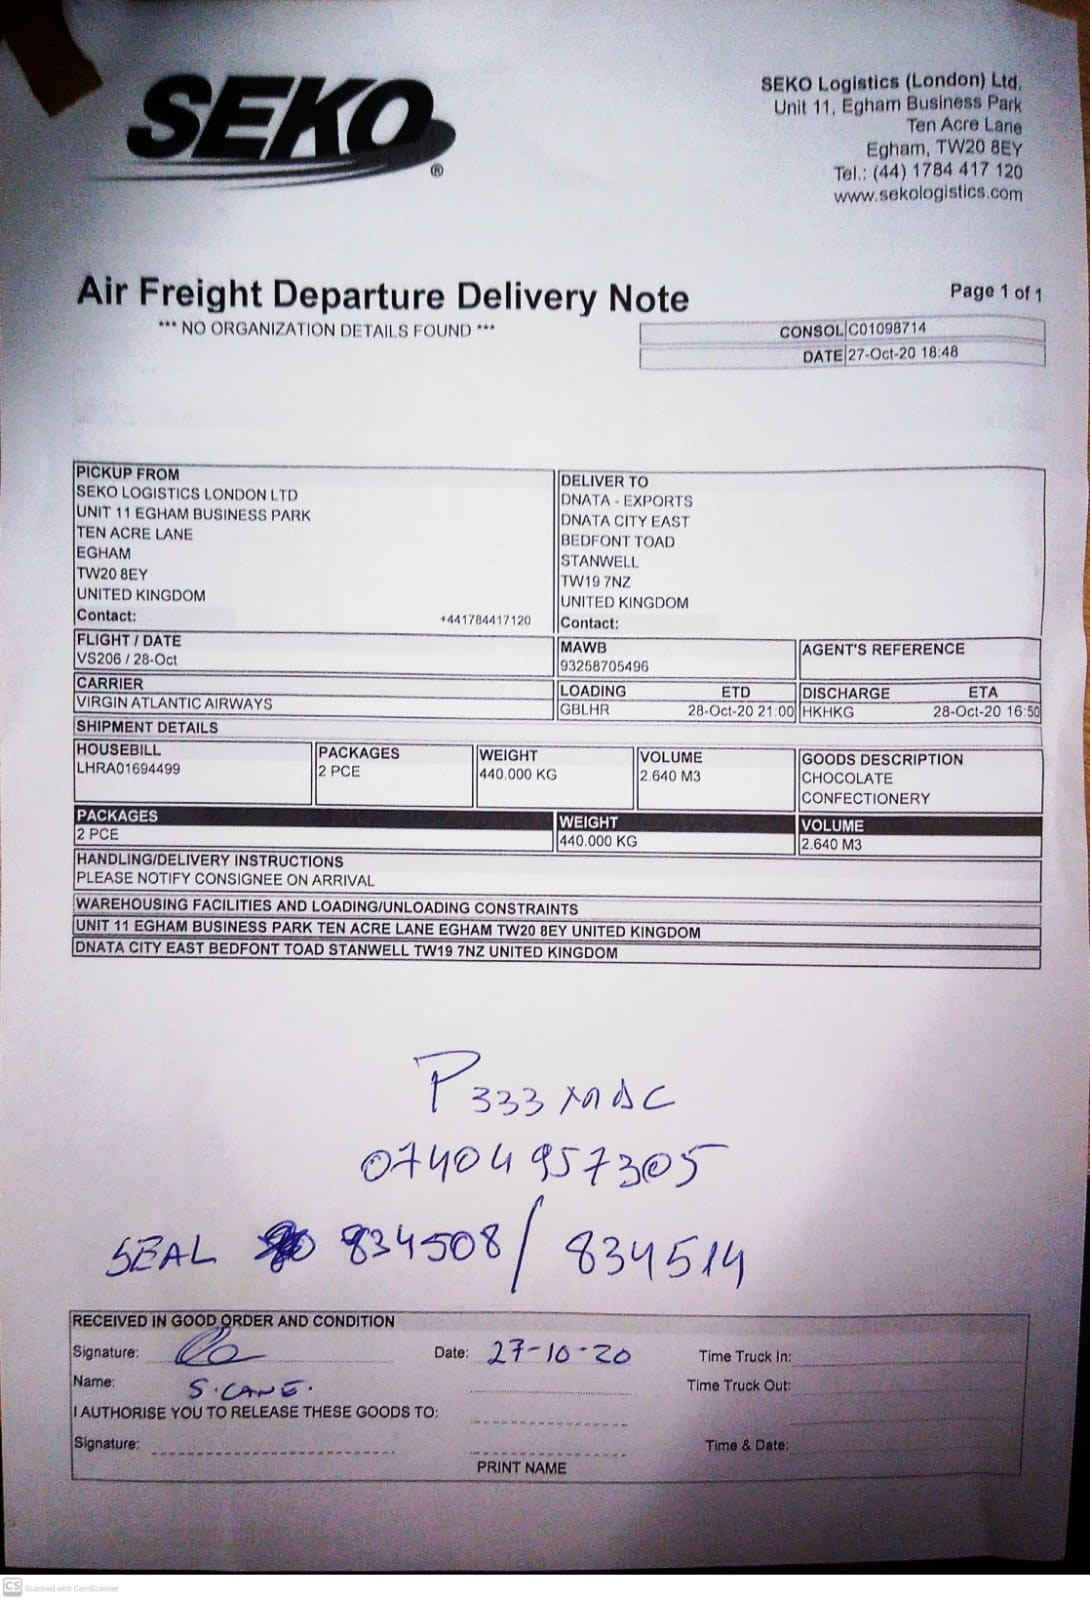 SEKO
®
SEKO Logistics (London) Ltd,
Unit 11, Egham Business Park
Ten Acre Lane
Egham, TW20 8EY
Tel.: (44) 1784 417 120
www.sekologistics.com
Air Freight Departure Delivery Note
Page 1 of 1
*** NO ORGANIZATION DETAILS FOUND ***
CONSOL C01098714
DATE 27-Oct-20 18:48
PICKUP FROM
SEKO LOGISTICS LONDON LTD
UNIT 11 EGHAM BUSINESS PARK
TEN ACRE LANE
EGHAM
TW20 8EY
UNITED KINGDOM
Contact: +441784417120
DELIVER TO
DNATA - EXPORTS
DNATA CITY EAST
BEDFONT TOAD
STANWELL
TW19 7NZ
UNITED KINGDOM
Contact:
FLIGHT / DATE
VS206 / 28-Oct
MAWB
93258705496
AGENT'S REFERENCE
CARRIER
VIRGIN ATLANTIC AIRWAYS
LOADING ETD
GBLHR 28-Oct-20 21:00
DISCHARGE ETA
HKHKG 28-Oct-20 16:50
SHIPMENT DETAILS
HOUSEBILL
LHRA01694499
PACKAGES
2 PCE
WEIGHT
440.000 KG
VOLUME
2.640 M3
GOODS DESCRIPTION
CHOCOLATE
CONFECTIONERY
PACKAGES
2 PCE
WEIGHT
440.000 KG
VOLUME
2.640 M3
HANDLING/DELIVERY INSTRUCTIONS
PLEASE NOTIFY CONSIGNEE ON ARRIVAL
WAREHOUSING FACILITIES AND LOADING/UNLOADING CONSTRAINTS
UNIT 11 EGHAM BUSINESS PARK TEN ACRE LANE EGHAM TW20 8EY UNITED KINGDOM
DNATA CITY EAST BEDFONT TOAD STANWELL TW19 7NZ UNITED KINGDOM
P333
07404957305
SEAL 834508/ 834514
RECEIVED IN GOOD ORDER AND CONDITION
Signature: Date: 27-10-20 Time Truck In:
Name: S. CANE. Time Truck Out:
I AUTHORISE YOU TO RELEASE THESE GOODS TO:
Signature: Time & Date:
PRINT NAME
CS Scanned with CamScanner